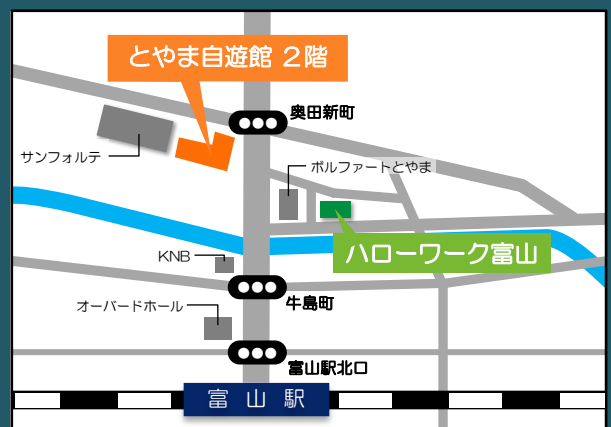 とやま自遊館 2階
奥田新町
サンフォルテ
ボルファートとやま
ハローワーク富山
KNB
牛島町
オーバードホール
富山駅北口
富山駅